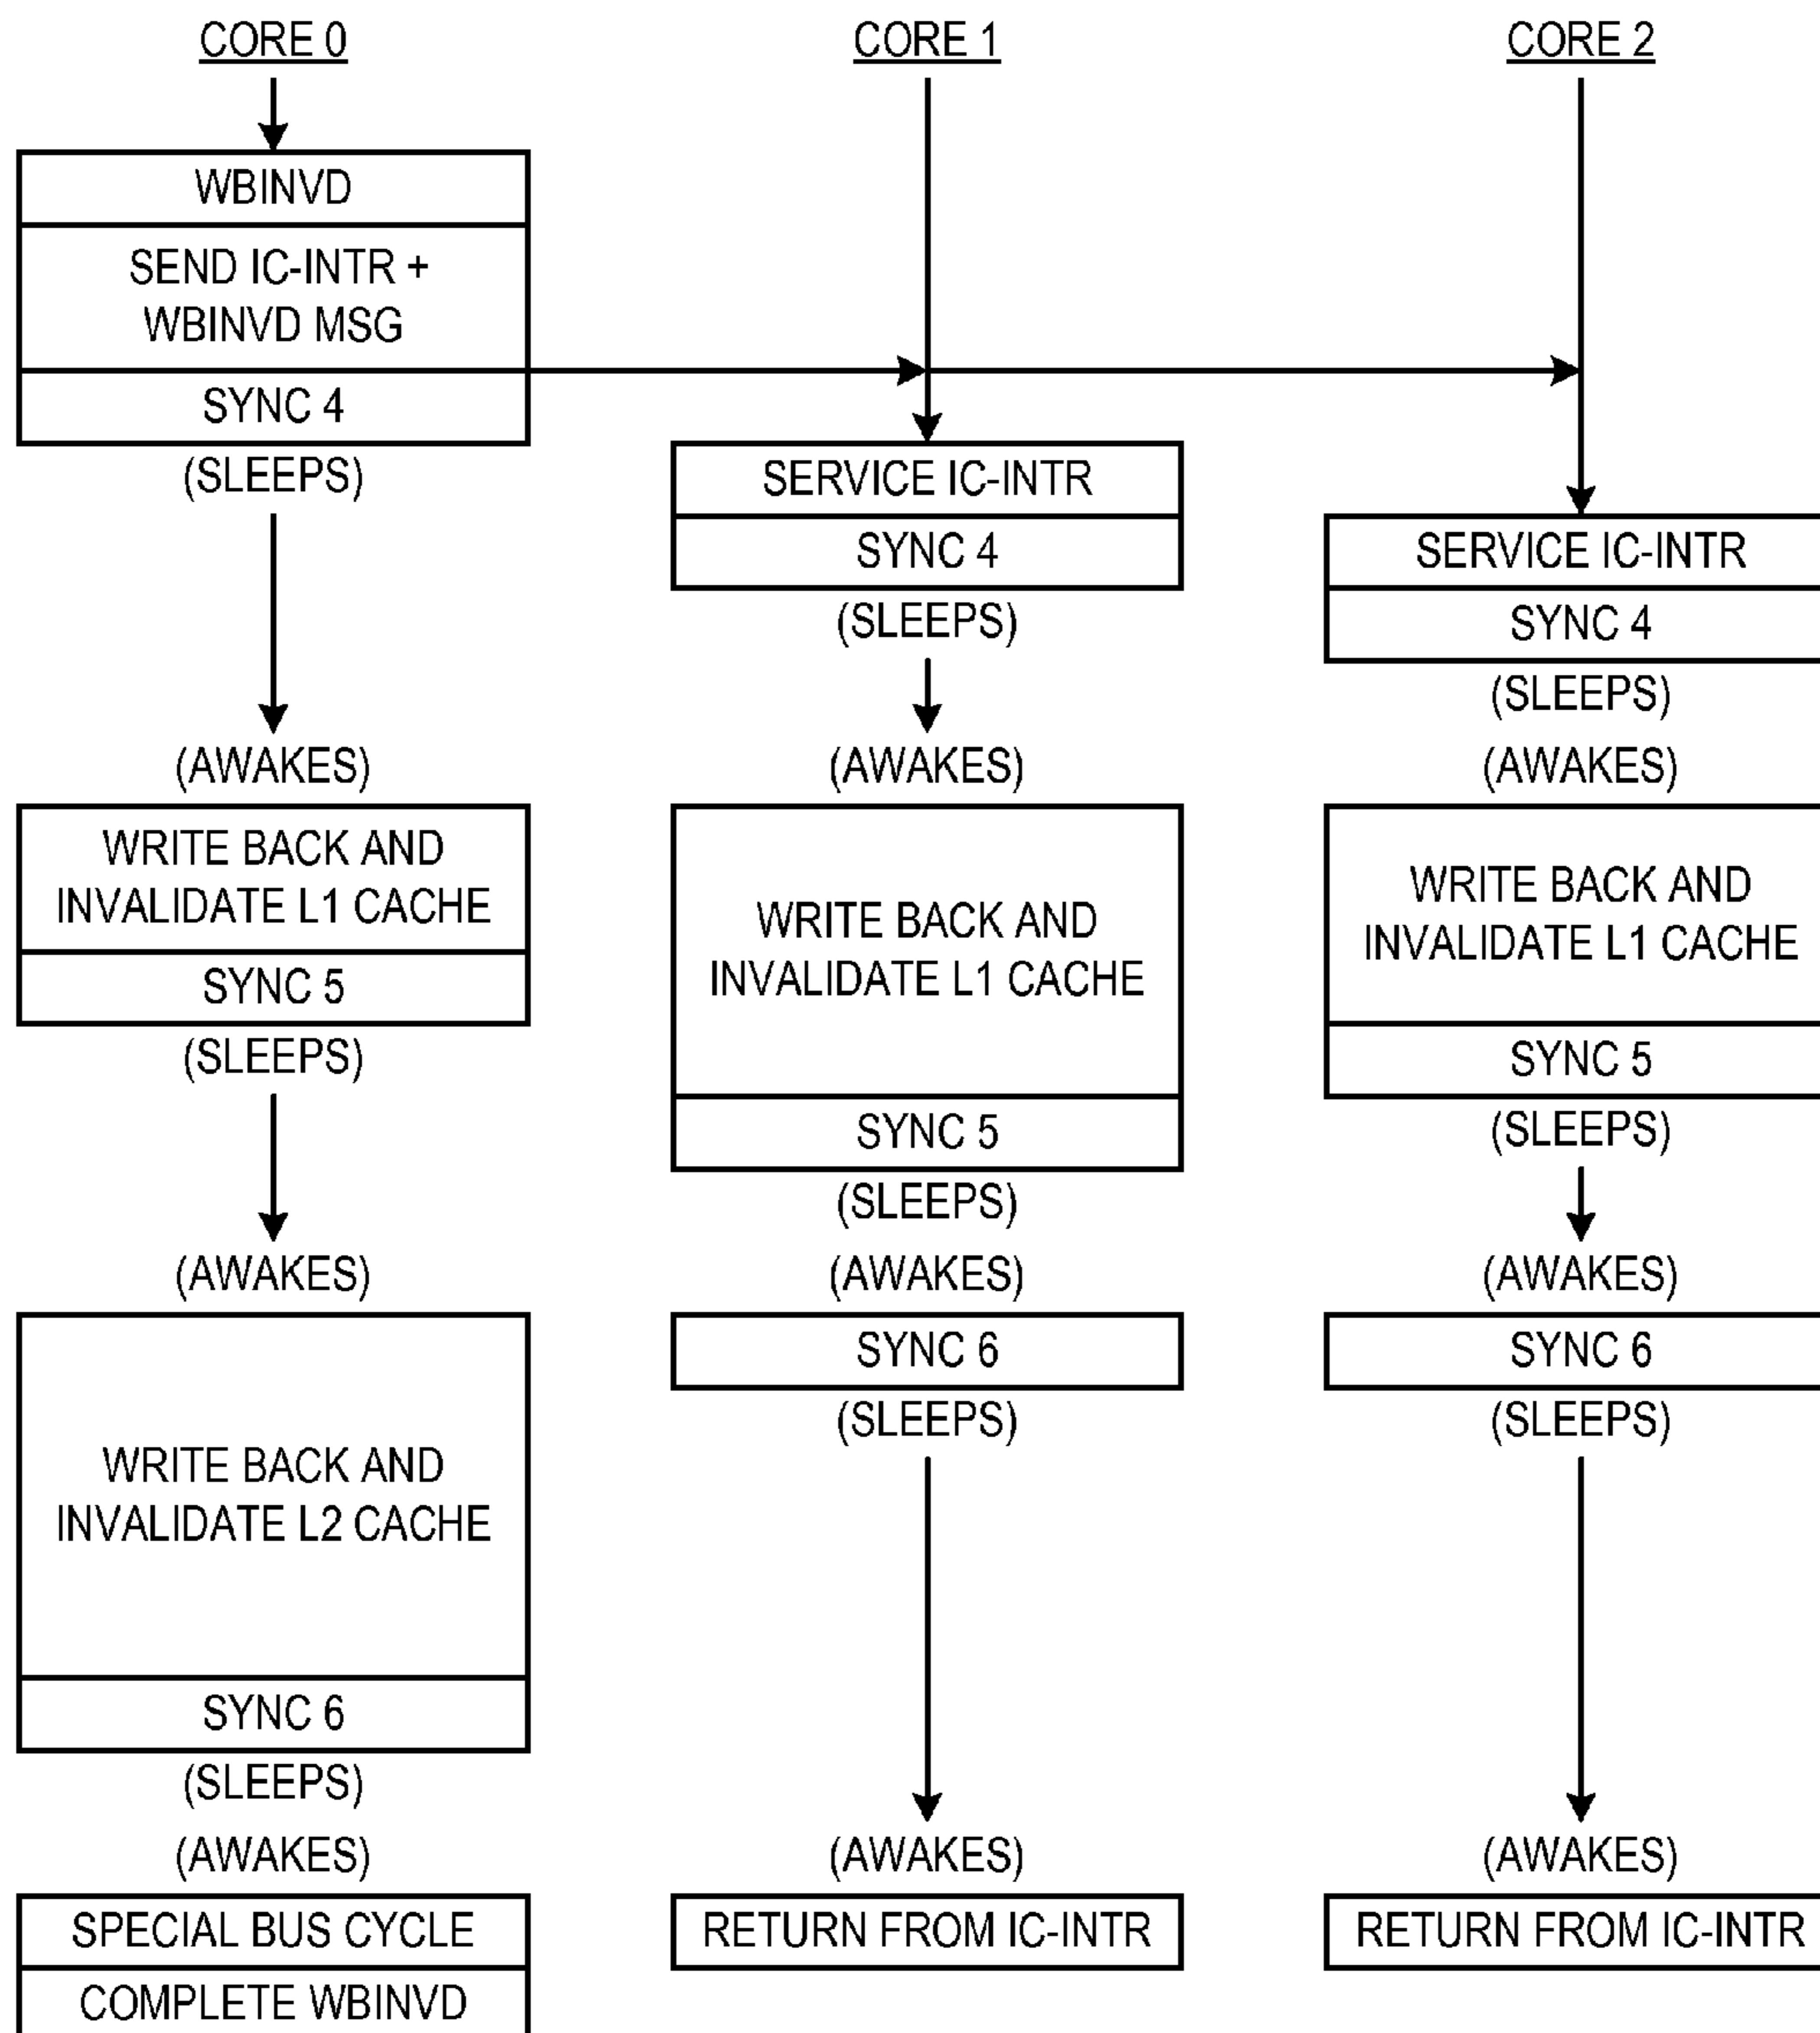 CORE 0
WBINVD
SEND IC-INTR +
WBINVD MSG
SYNC 4
(SLEEPS)
(AWAKES)
WRITE BACK AND
INVALIDATE L1 CACHE
SYNC 5
(SLEEPS)
(AWAKES)
WRITE BACK AND
INVALIDATE L2 CACHE
SYNC 6
(SLEEPS)
(AWAKES)
SPECIAL BUS CYCLE
COMPLETE WBINVD
CORE 1
SERVICE IC-INTR
SYNC 4
(SLEEPS)
(AWAKES)
WRITE BACK AND
INVALIDATE L1 CACHE
SYNC 5
(SLEEPS)
(AWAKES)
SYNC 6
(SLEEPS)
(AWAKES)
RETURN FROM IC-INTR
CORE 2
SERVICE IC-INTR
SYNC 4
(SLEEPS)
(AWAKES)
WRITE BACK AND
INVALIDATE L1 CACHE
SYNC 5
(SLEEPS)
(AWAKES)
SYNC 6
(SLEEPS)
(AWAKES)
RETURN FROM IC-INTR